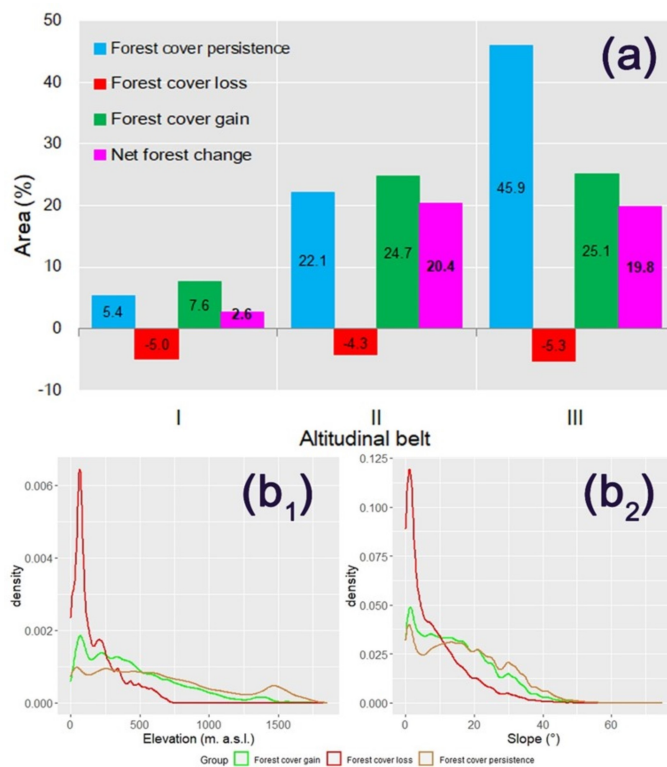 50
40
30
20
10
0
-10
Area (%)
Forest cover persistence
Forest cover loss
Forest cover gain
Net forest change
(a)
5.4
-5.0
7.6
2.6
22.1
-4.3
24.7
20.4
45.9
-5.3
25.1
19.8
I II III
Altitudinal belt
(b1)
0.006
0.004
0.002
0.000
density
0 500 1000 1500
Elevation (m. a.s.l.)
(b2)
0.125
0.100
0.075
0.050
0.025
0.000
density
0 20 40 60
Slope (°)
Group Forest cover gain Forest cover loss Forest cover persistence